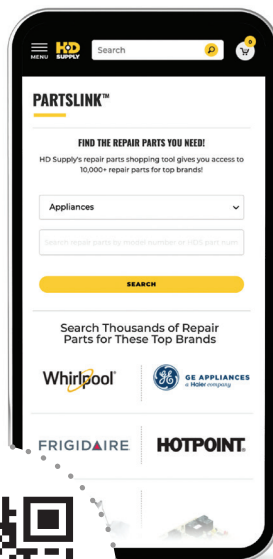 0
MENU
HD SUPPLY
Search
PARTSLINK™
FIND THE REPAIR PARTS YOU NEED!
HD Supply's repair parts shopping tool gives you access to
10,000+ repair parts for top brands!
Appliances
Search repair parts by model number or HDS part num
SEARCH
Search Thousands of Repair
Parts for These Top Brands
Whirlpool®
GE APPLIANCES
a Haier company
FRIGIDAIRE
HOTPOINT.